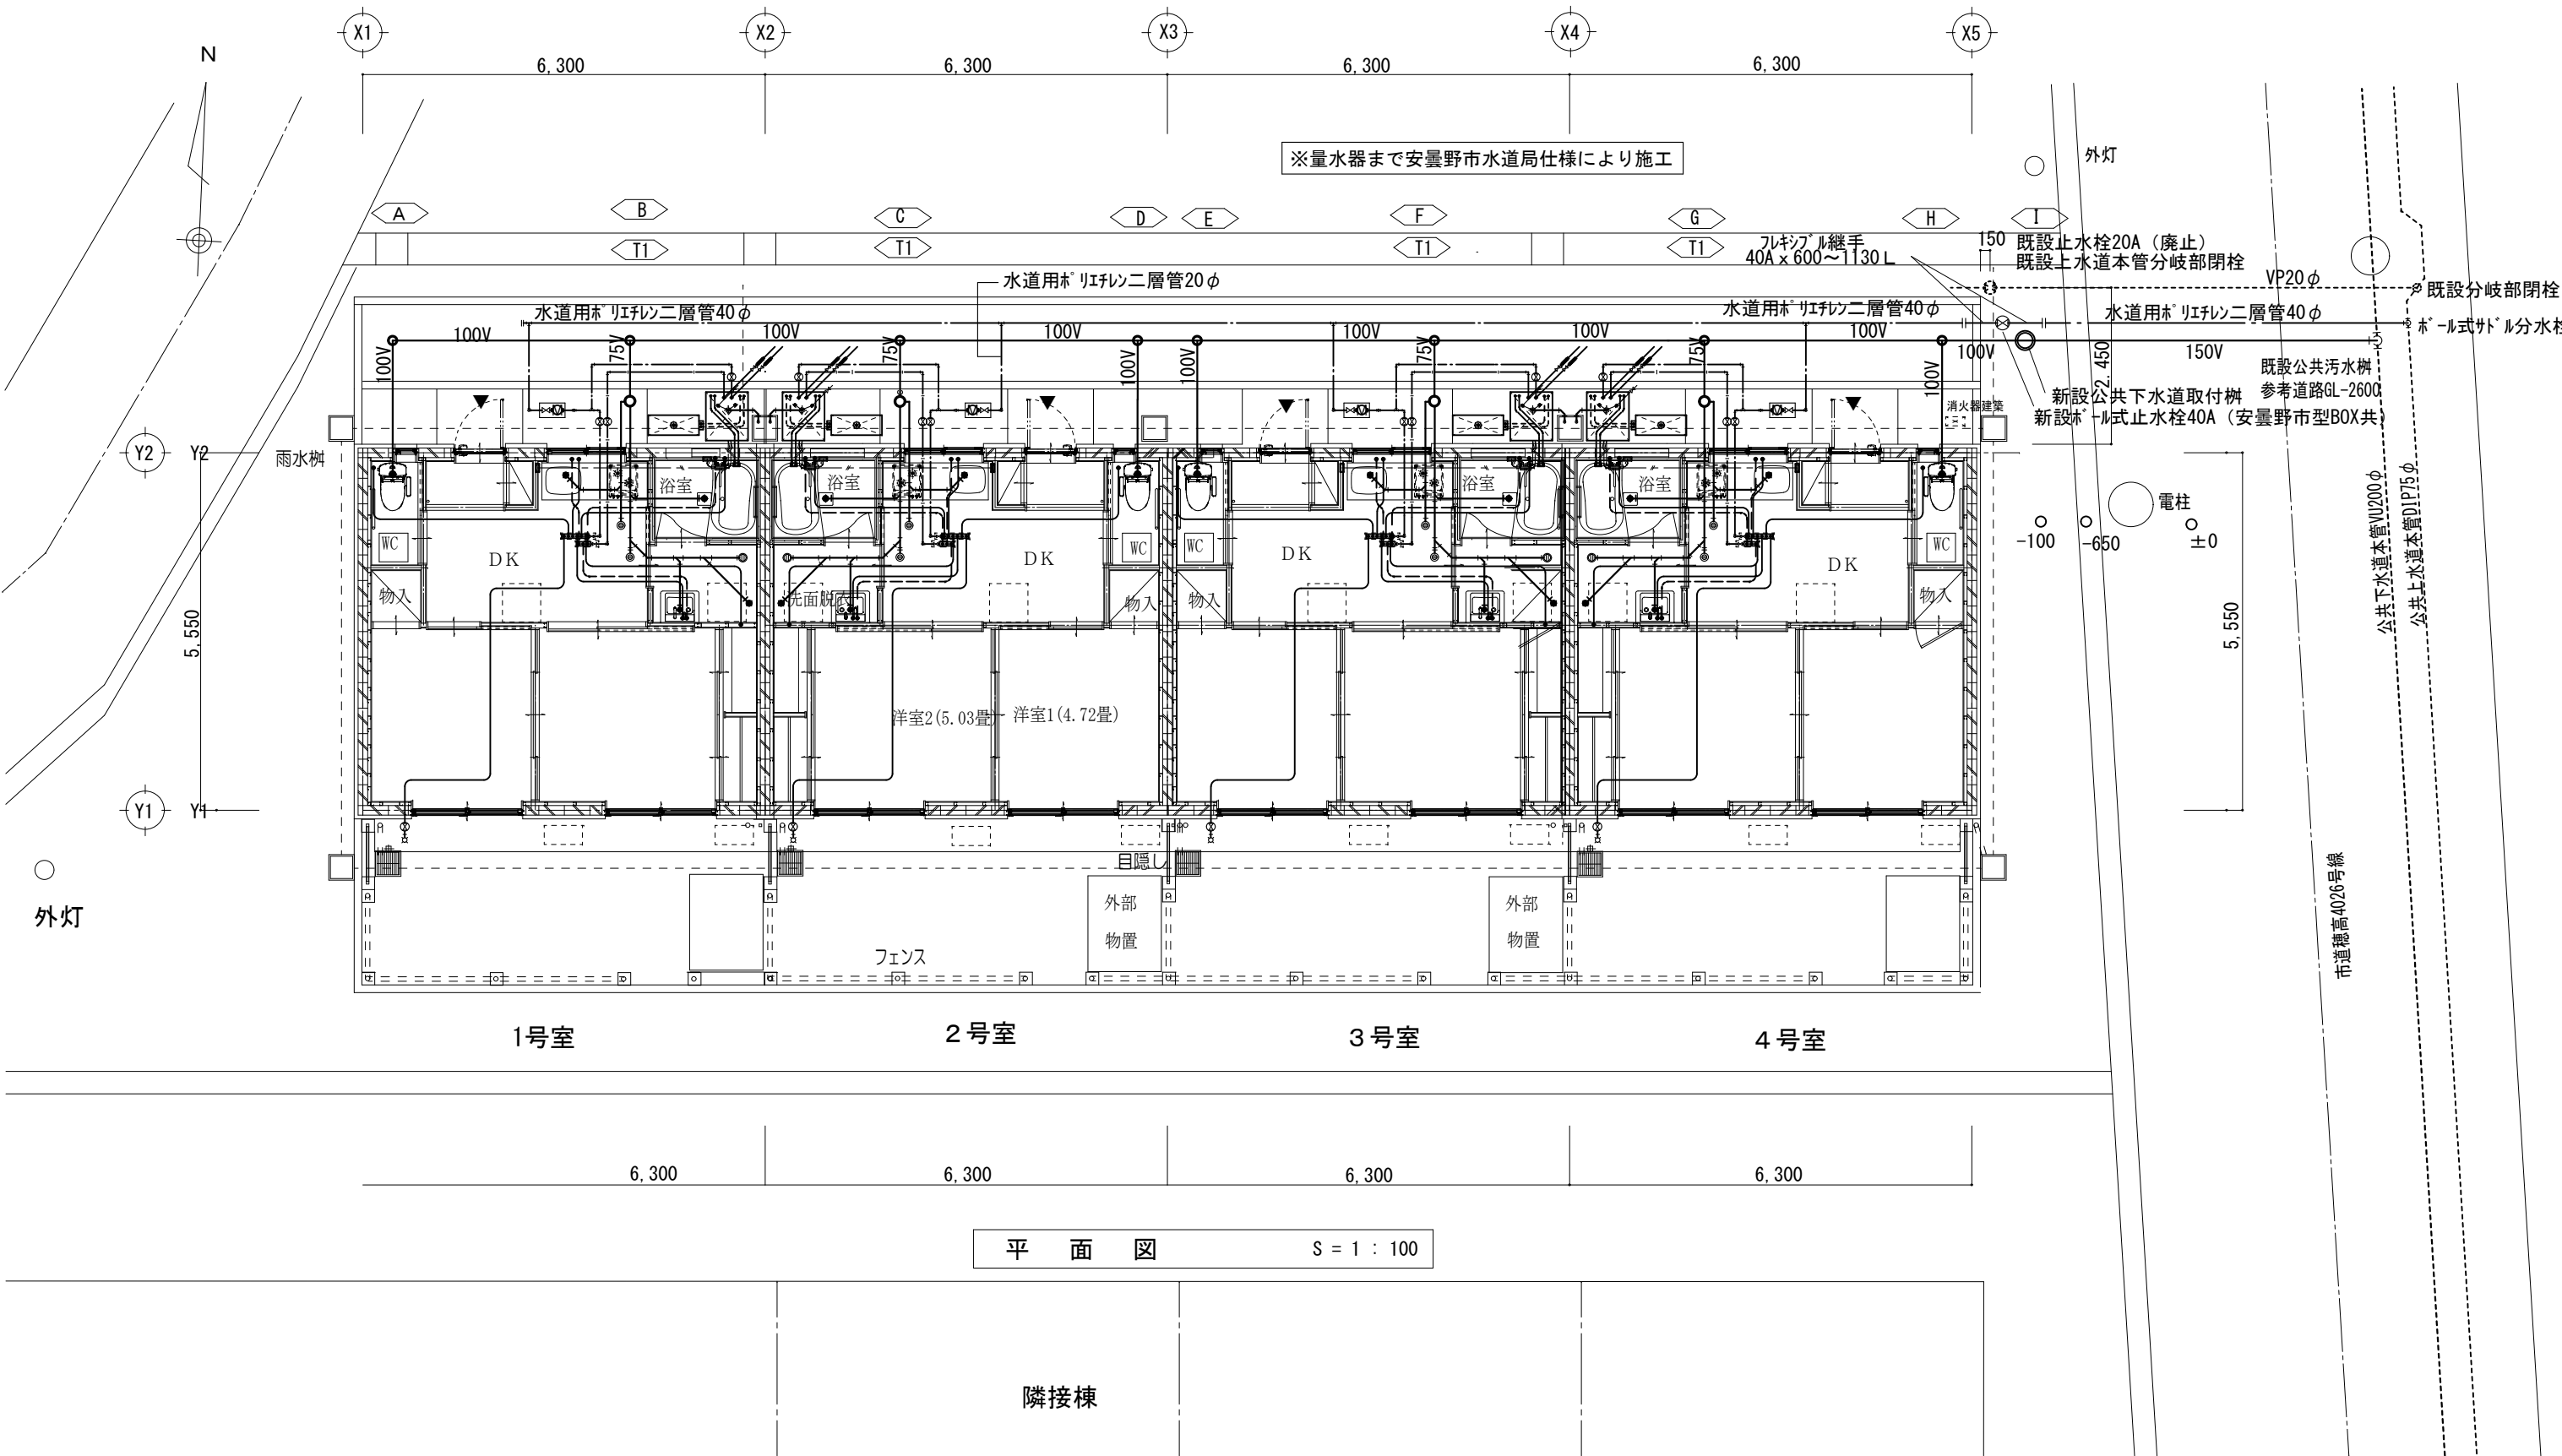 X1
X2
X3
X4
X5
N
6,300
6,300
6,300
6,300
※量水器まで安曇野市水道局仕様により施工
外灯
A
B
C
D
E
F
G
H
I
T1
T1
T1
T1
フレキシブル継手
40A x 600～1130L
150
既設止水栓20A（廃止）
既設上水道本管分岐部閉栓
水道用ポリエチレン二層管20φ
VP20φ
既設分岐部閉栓
水道用ポリエチレン二層管40φ
水道用ポリエチレン二層管40φ
水道用ポリエチレン二層管40φ
ボール式サドル分水栓
100V
100V
100V
100V
100V
100V
100V
150V
100V
75V
75V
100V
100V
75V
75V
100V
2,450
既設公共汚水桝
参考道路GL-2600
新設公共下水道取付桝
新設ボール式止水栓40A（安曇野市型BOX共）
消火器建築
Y2
Y2
雨水桝
浴室
浴室
浴室
浴室
電柱
-100
-650
±0
WC
WC
WC
WC
DK
DK
DK
DK
物入
洗面脱衣
物入
物入
物入
公共下水道本管VU200φ
公共上水道本管DIP75φ
5,550
5,550
洋室2(5.03畳)
洋室1(4.72畳)
Y1
Y1
目隠し
外灯
外部
物置
外部
物置
フェンス
市道穂高4026号線
1号室
２号室
３号室
４号室
6,300
6,300
6,300
6,300
平　面　図
S = 1 : 100
隣接棟